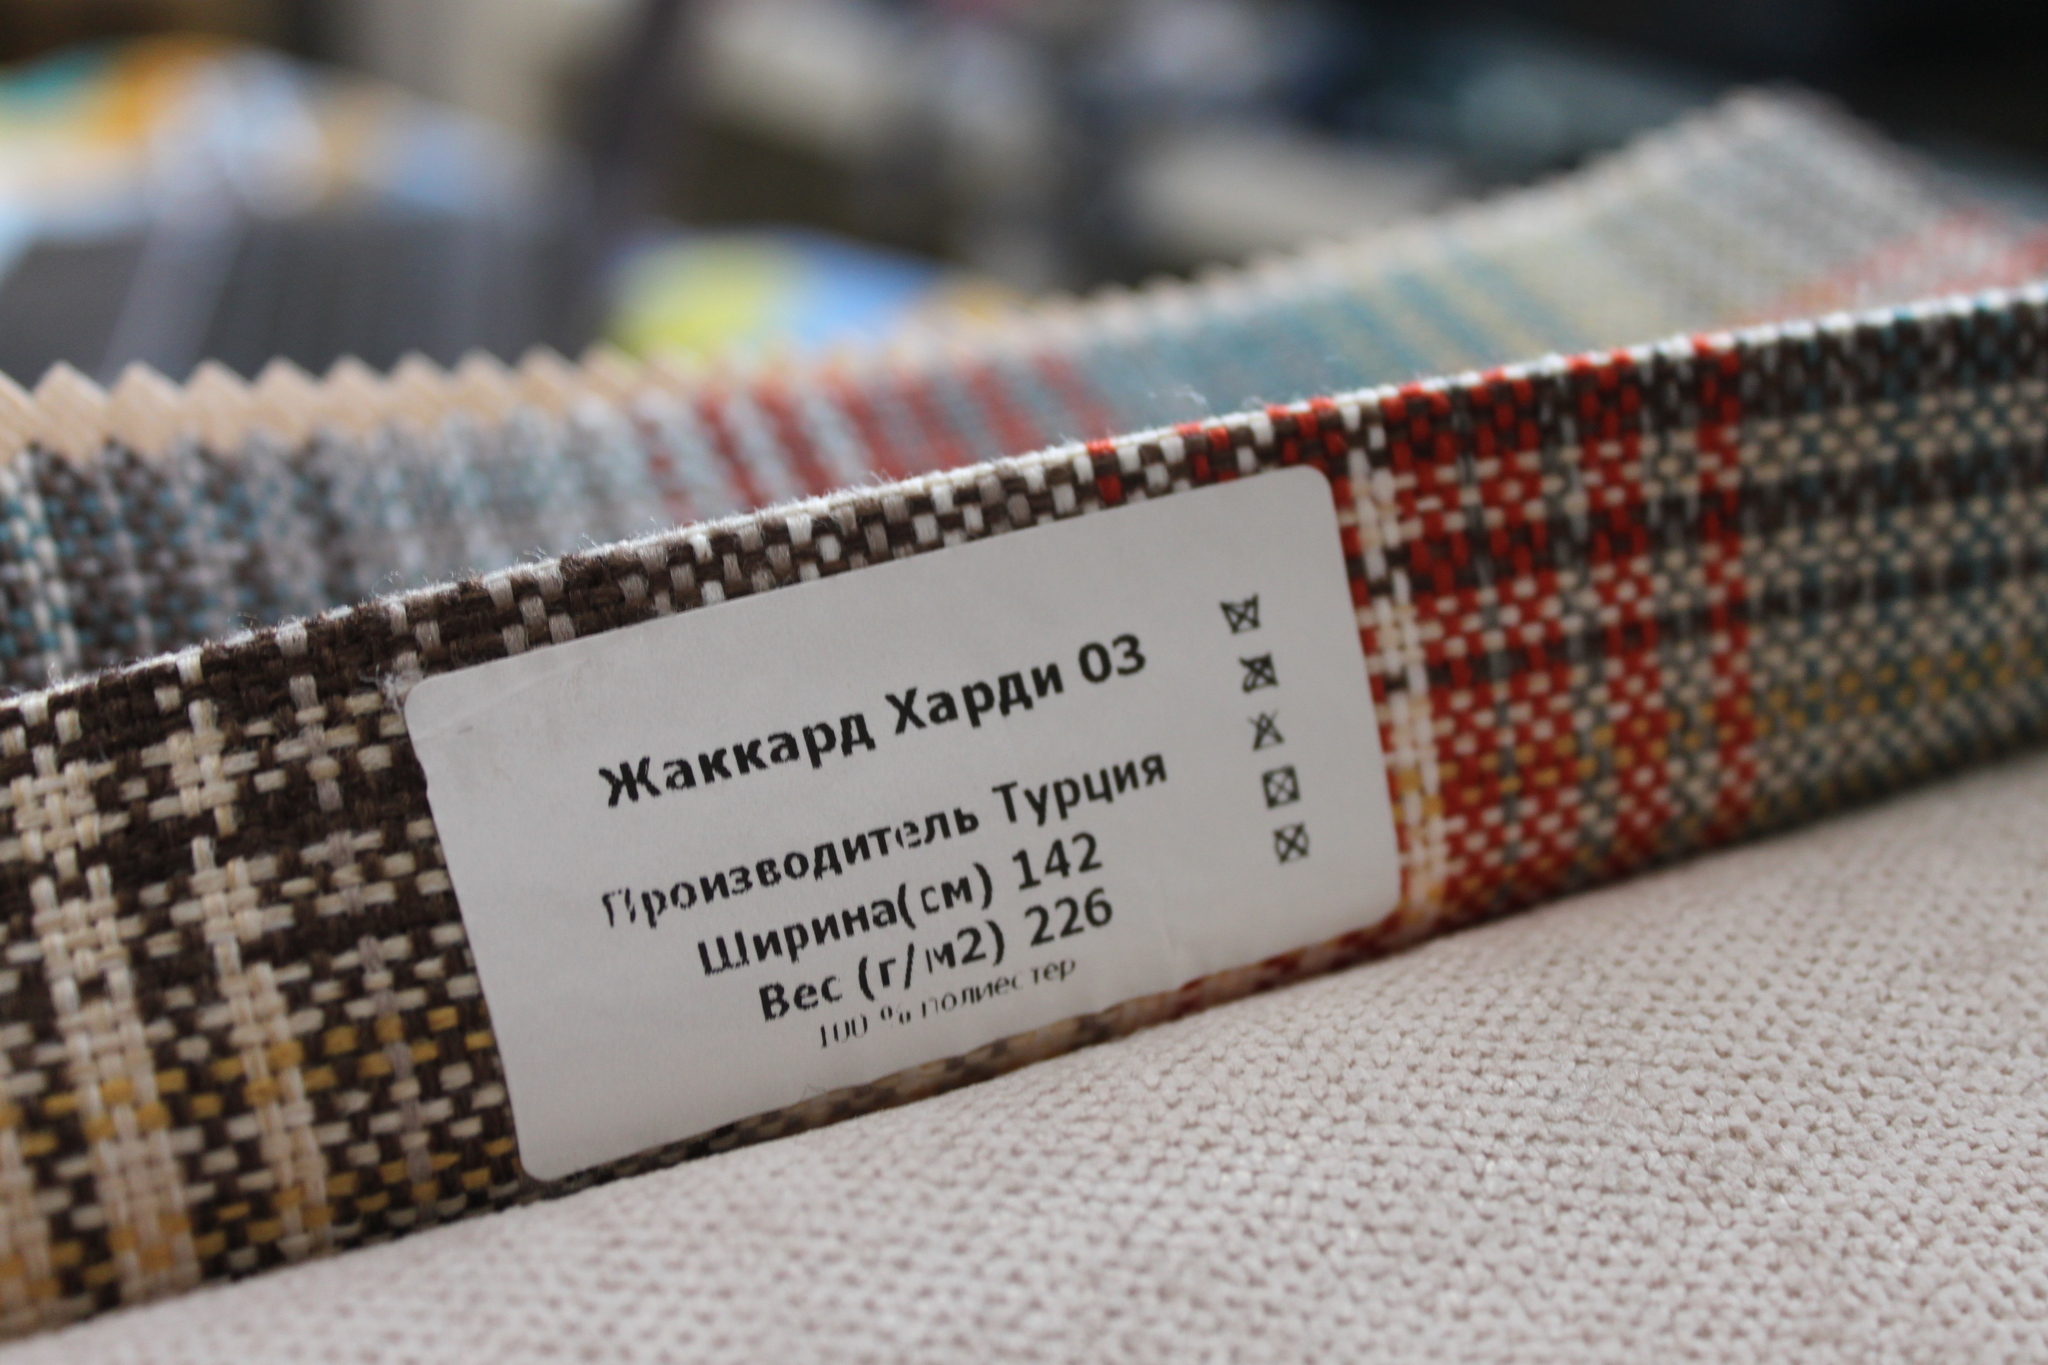 Жаккард Харди 03
Производитель Турция
Ширина(см) 142
Вес (г/м2) 226
100 % полиестер